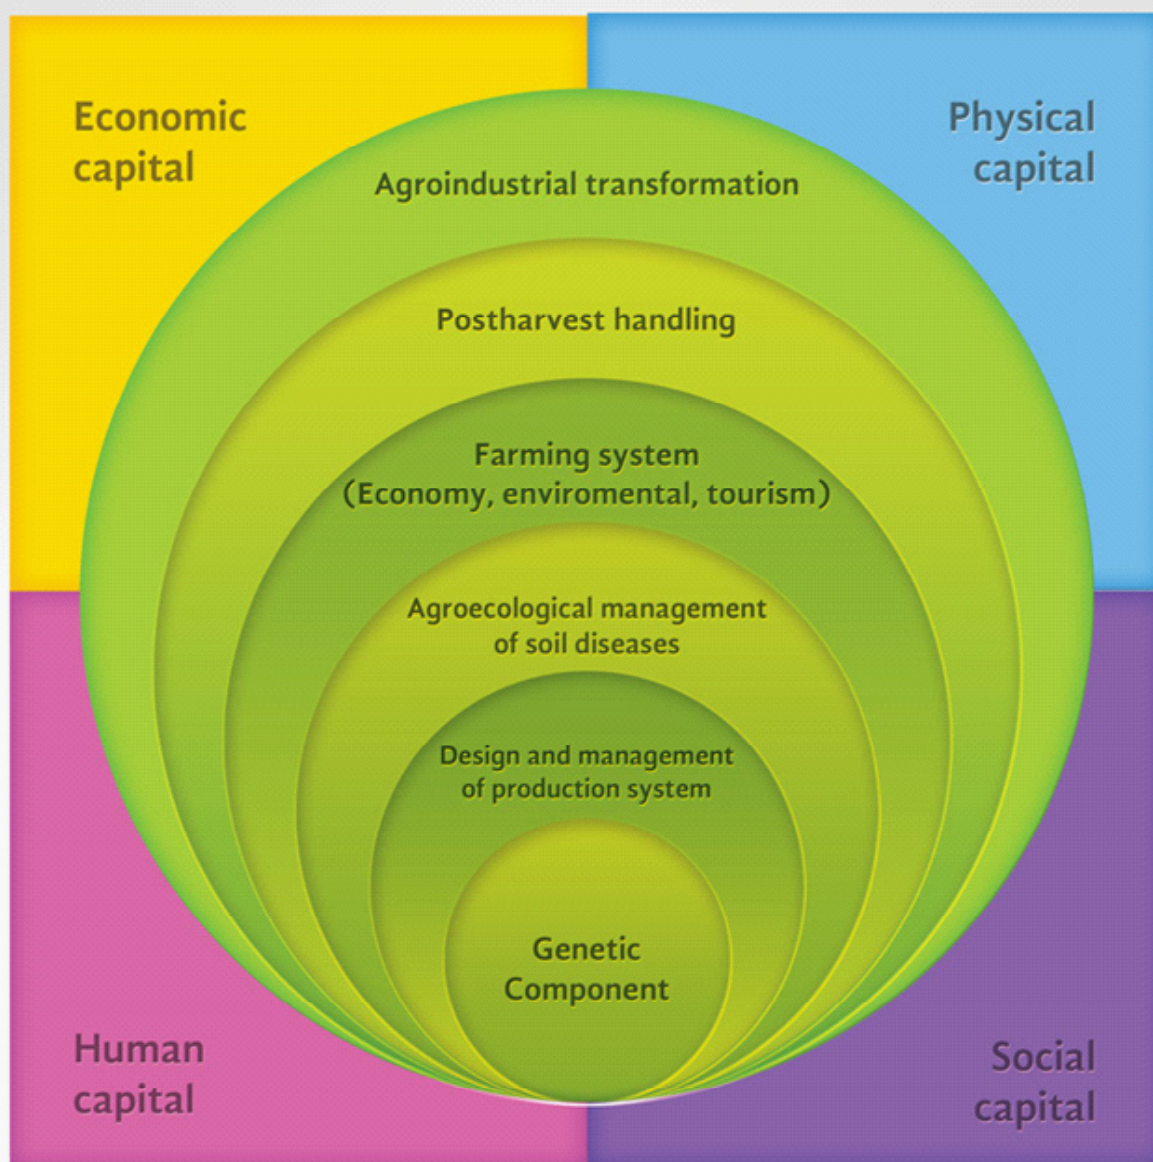 Economic
capital
Physical
capital
Agroindustrial transformation
Postharvest handling
Farming system
(Economy, enviromental, tourism)
Agroecological management
of soil diseases
Design and management
of production system
Genetic
Component
Human
capital
Social
capital